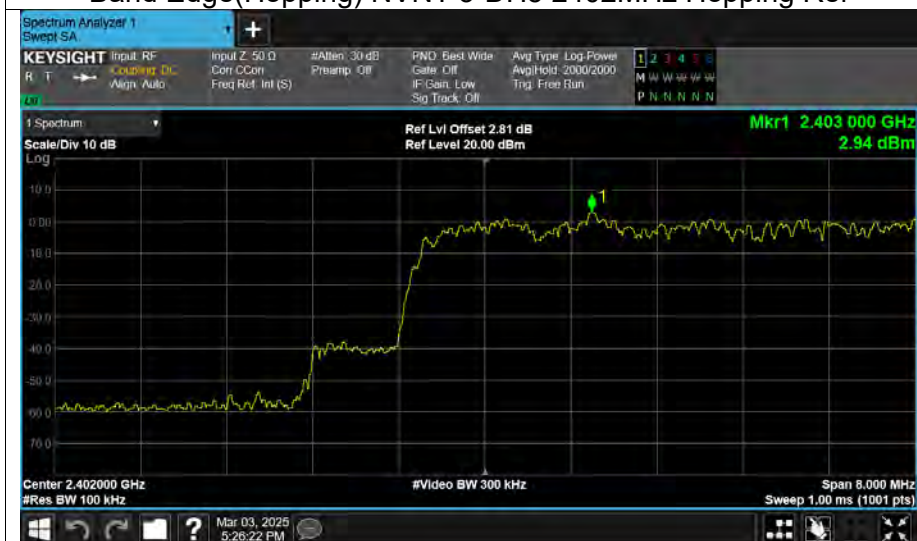 Band Edge(Hopping) NVNT 3-DH5 2402MHz Hopping Ref
Spectrum Analyzer 1
Swept SA
+
KEYSIGHT Input: RF Input Z: 50 Ω #Atten: 30 dB PNO: Best Wide Avg Type: Log-Power 1 2 3 4 5 6
R T Coupling: DC Corr CCorr Preamp: Off Gate: Off Avg|Hold: 2000/2000 M W W W W W
Align: Auto Freq Ref: Int (S) IF Gain: Low Trig: Free Run
Sig Track: Off P N N N N N
1 Spectrum Ref Lvl Offset 2.81 dB Mkr1 2.403 000 GHz
Scale/Div 10 dB Ref Level 20.00 dBm 2.94 dBm
Log
10.0
1
0.00
-10.0
-20.0
-30.0
-40.0
-50.0
-60.0
-70.0
Center 2.402000 GHz #Video BW 300 kHz Span 8.000 MHz
#Res BW 100 kHz Sweep 1.00 ms (1001 pts)
? Mar 03, 2025
5:26:22 PM